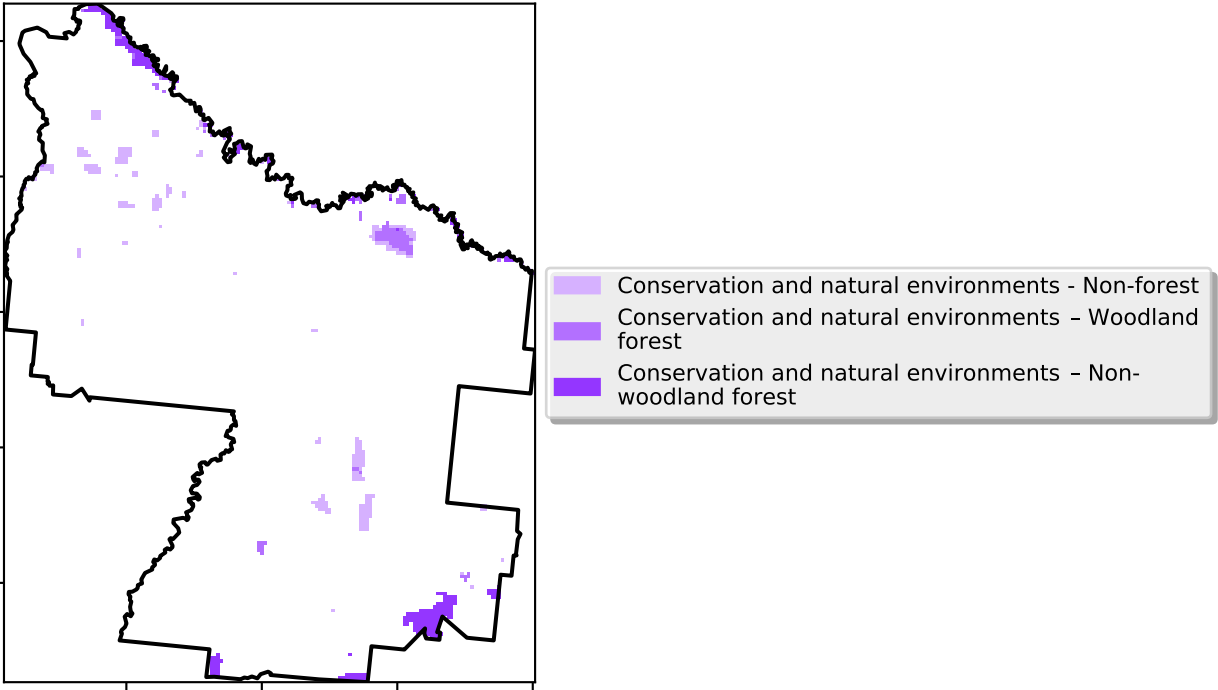 Conservation and natural environments - Non-forest
Conservation and natural environments – Woodland
forest
Conservation and natural environments – Non-
woodland forest